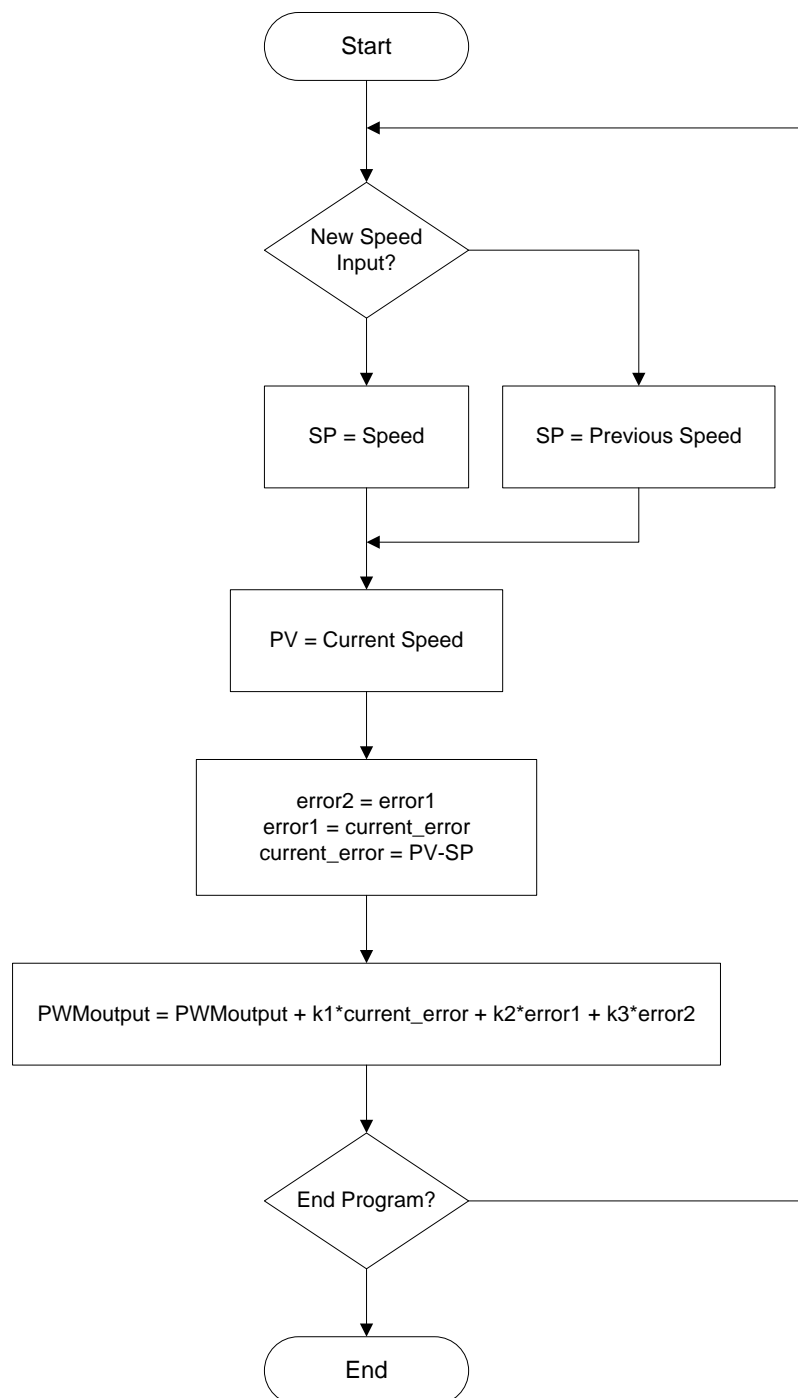 Start
New Speed
Input?
SP = Speed
SP = Previous Speed
PV = Current Speed
error2 = error1
error1 = current_error
current_error = PV-SP
PWMoutput = PWMoutput + k1*current_error + k2*error1 + k3*error2
End Program?
End